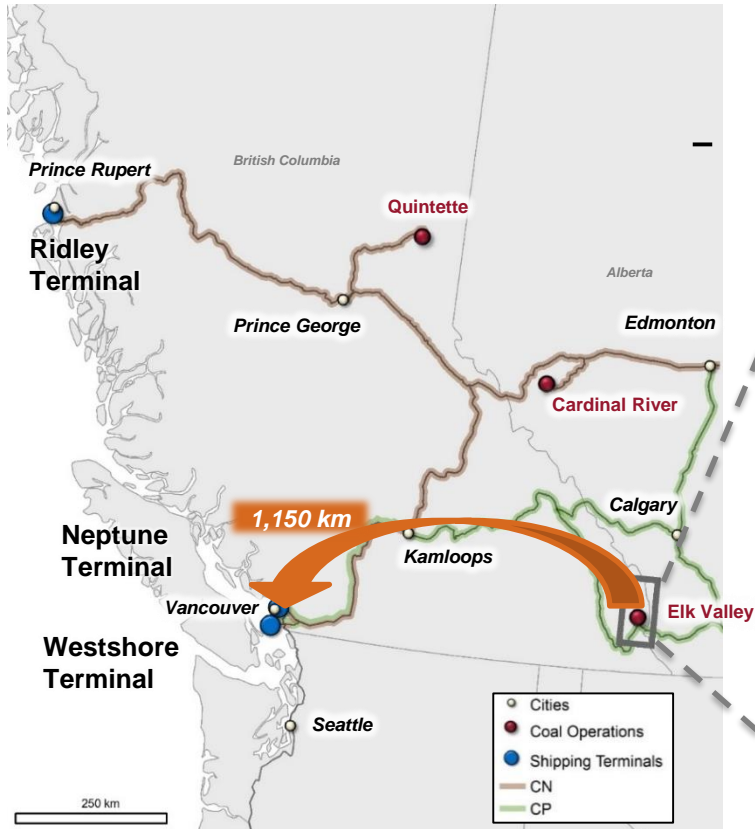 British Columbia
Prince Rupert
Quintette
Ridley
Terminal
Alberta
Prince George
Edmonton
Cardinal River
1,150 km
Calgary
Neptune
Terminal
Kamloops
Vancouver
Elk Valley
Westshore
Terminal
Seattle
Cities
Coal Operations
Shipping Terminals
CN
CP
250 km